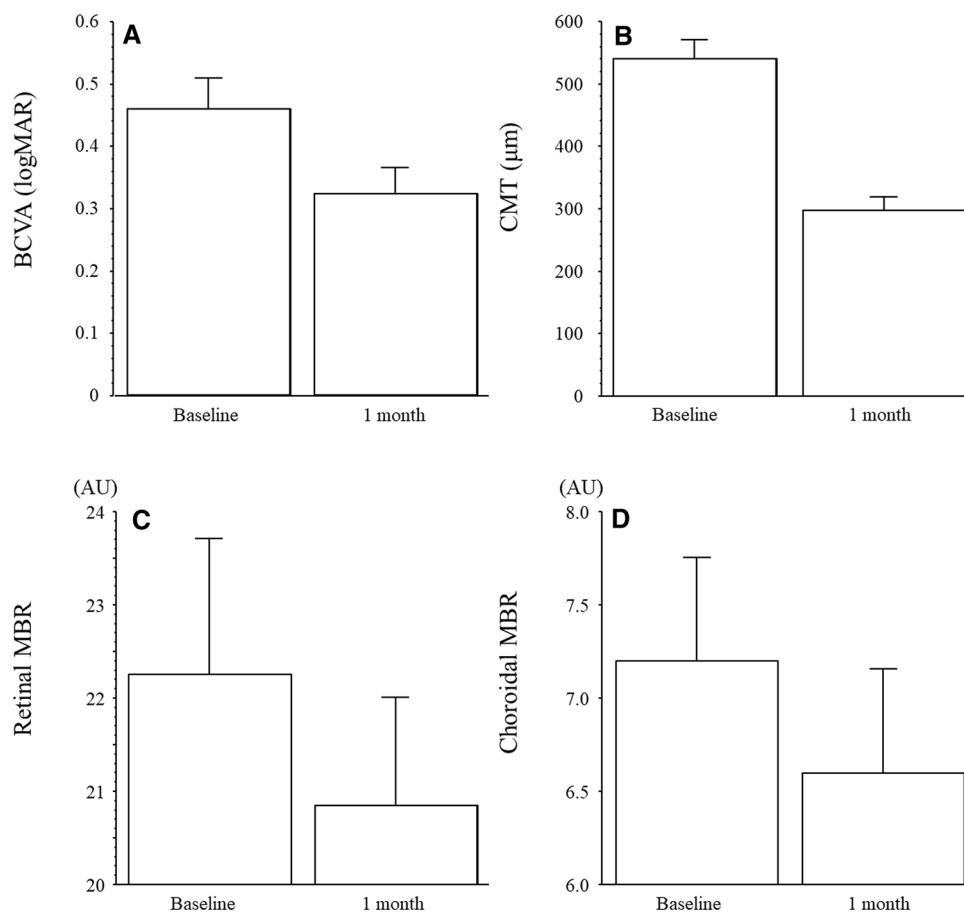 A
BCVA (logMAR)
0.6
0.5
0.4
0.3
0.2
0.1
0
Baseline 1 month
B
CMT (μm)
600
500
400
300
200
100
0
Baseline 1 month
(AU)
C
Retinal MBR
24
23
22
21
20
Baseline 1 month
(AU)
D
Choroidal MBR
8.0
7.5
7.0
6.5
6.0
Baseline 1 month